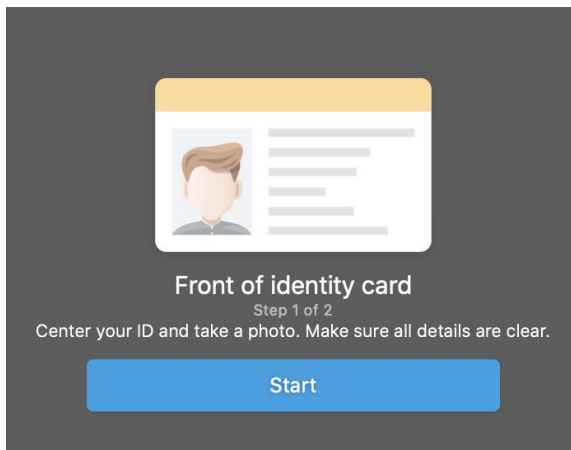 Front of identity card
Step 1 of 2
Center your ID and take a photo. Make sure all details are clear.
Start